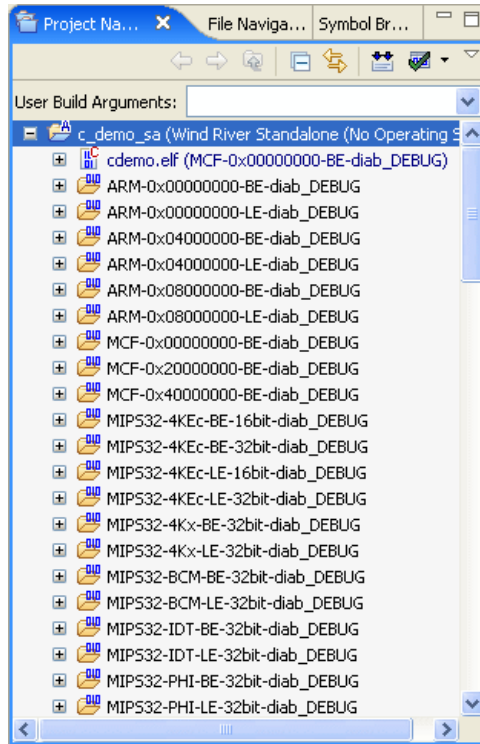 Project Na...
File Naviga...
Symbol Br...
User Build Arguments:
c_demo_sa (Wind River Standalone (No Operating S
cdemo.elf (MCF-0x00000000-BE-diab_DEBUG)
ARM-0x00000000-BE-diab_DEBUG
ARM-0x00000000-LE-diab_DEBUG
ARM-0x04000000-BE-diab_DEBUG
ARM-0x04000000-LE-diab_DEBUG
ARM-0x08000000-BE-diab_DEBUG
ARM-0x08000000-LE-diab_DEBUG
MCF-0x00000000-BE-diab_DEBUG
MCF-0x20000000-BE-diab_DEBUG
MCF-0x40000000-BE-diab_DEBUG
MIPS32-4KEc-BE-16bit-diab_DEBUG
MIPS32-4KEc-BE-32bit-diab_DEBUG
MIPS32-4KEc-LE-16bit-diab_DEBUG
MIPS32-4KEc-LE-32bit-diab_DEBUG
MIPS32-4Kx-BE-32bit-diab_DEBUG
MIPS32-4Kx-LE-32bit-diab_DEBUG
MIPS32-BCM-BE-32bit-diab_DEBUG
MIPS32-BCM-LE-32bit-diab_DEBUG
MIPS32-IDT-BE-32bit-diab_DEBUG
MIPS32-IDT-LE-32bit-diab_DEBUG
MIPS32-PHI-BE-32bit-diab_DEBUG
MIPS32-PHI-LE-32bit-diab_DEBUG